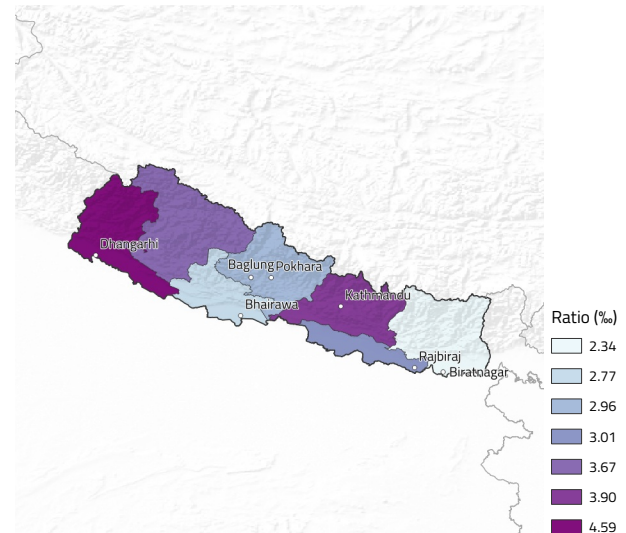 Dhangarhi
Baglung
Pokhara
Bhairawa
Kathmandu
Rajbiraj
Biratnagar
Ratio (‰)
2.34
2.77
2.96
3.01
3.67
3.90
4.59